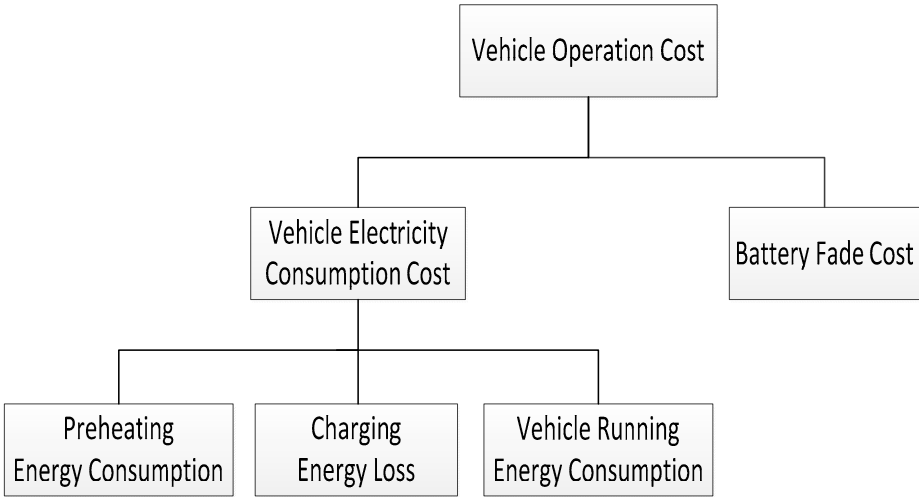 Vehicle Operation Cost
Vehicle Electricity
Consumption Cost
Battery Fade Cost
Preheating
Energy Consumption
Charging
Energy Loss
Vehicle Running
Energy Consumption